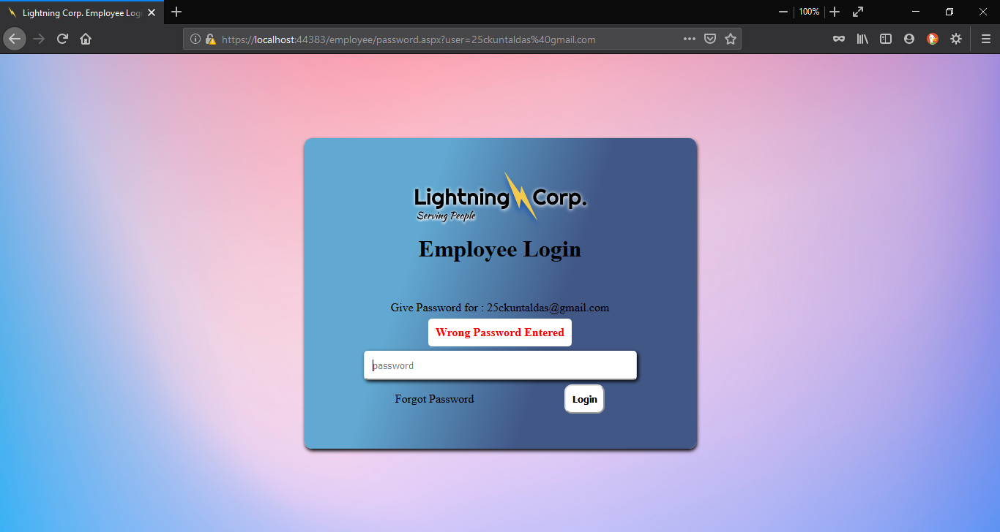 Lightning Corp. Employee Logi
100%
https://localhost:44383/employee/password.aspx?user=25ckuntaldas%40gmail.com
Lightning Corp.
Serving People
Employee Login
Give Password for : 25ckuntaldas@gmail.com
Wrong Password Entered
password
Forgot Password
Login